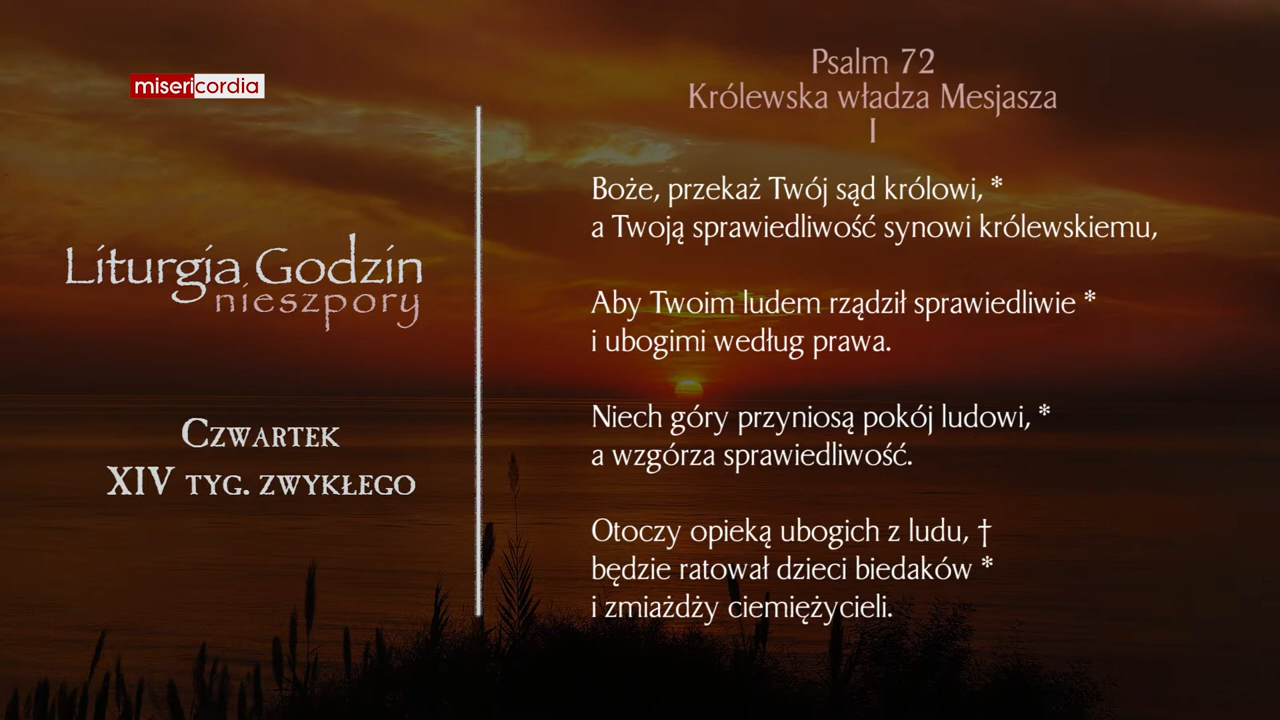 misericordia
Liturgia Godzin
nieszpory
Czwartek
XIV tyg. zwykłego
Psalm 72
Królewska władza Mesjasza
I
Boże, przekaż Twój sąd królowi, *
a Twoją sprawiedliwość synowi królewskiemu,
Aby Twoim ludem rządził sprawiedliwie *
i ubogimi według prawa.
Niech góry przyniosą pokój ludowi, *
a wzgórza sprawiedliwość.
Otoczy opieką ubogich z ludu, †
będzie ratował dzieci biedaków *
i zmiażdży ciemiężycieli.